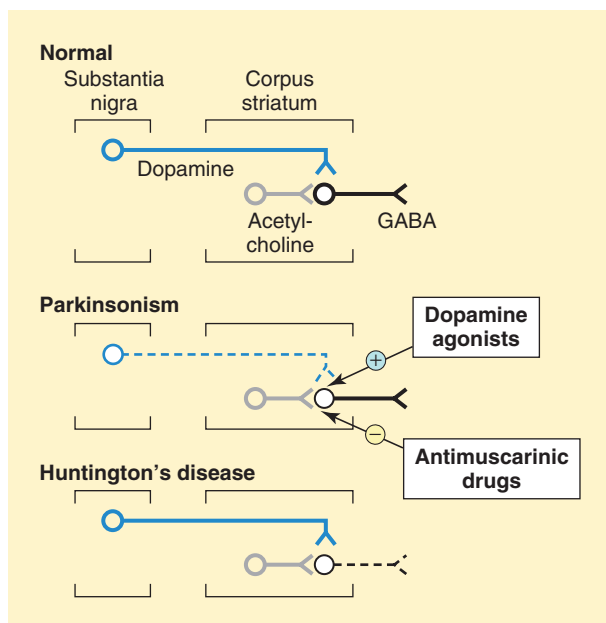 Normal
Substantia
nigra
Corpus
striatum
Dopamine
Acetyl-
choline
GABA
Parkinsonism
Dopamine
agonists
+
−
Antimuscarinic
drugs
Huntington’s disease